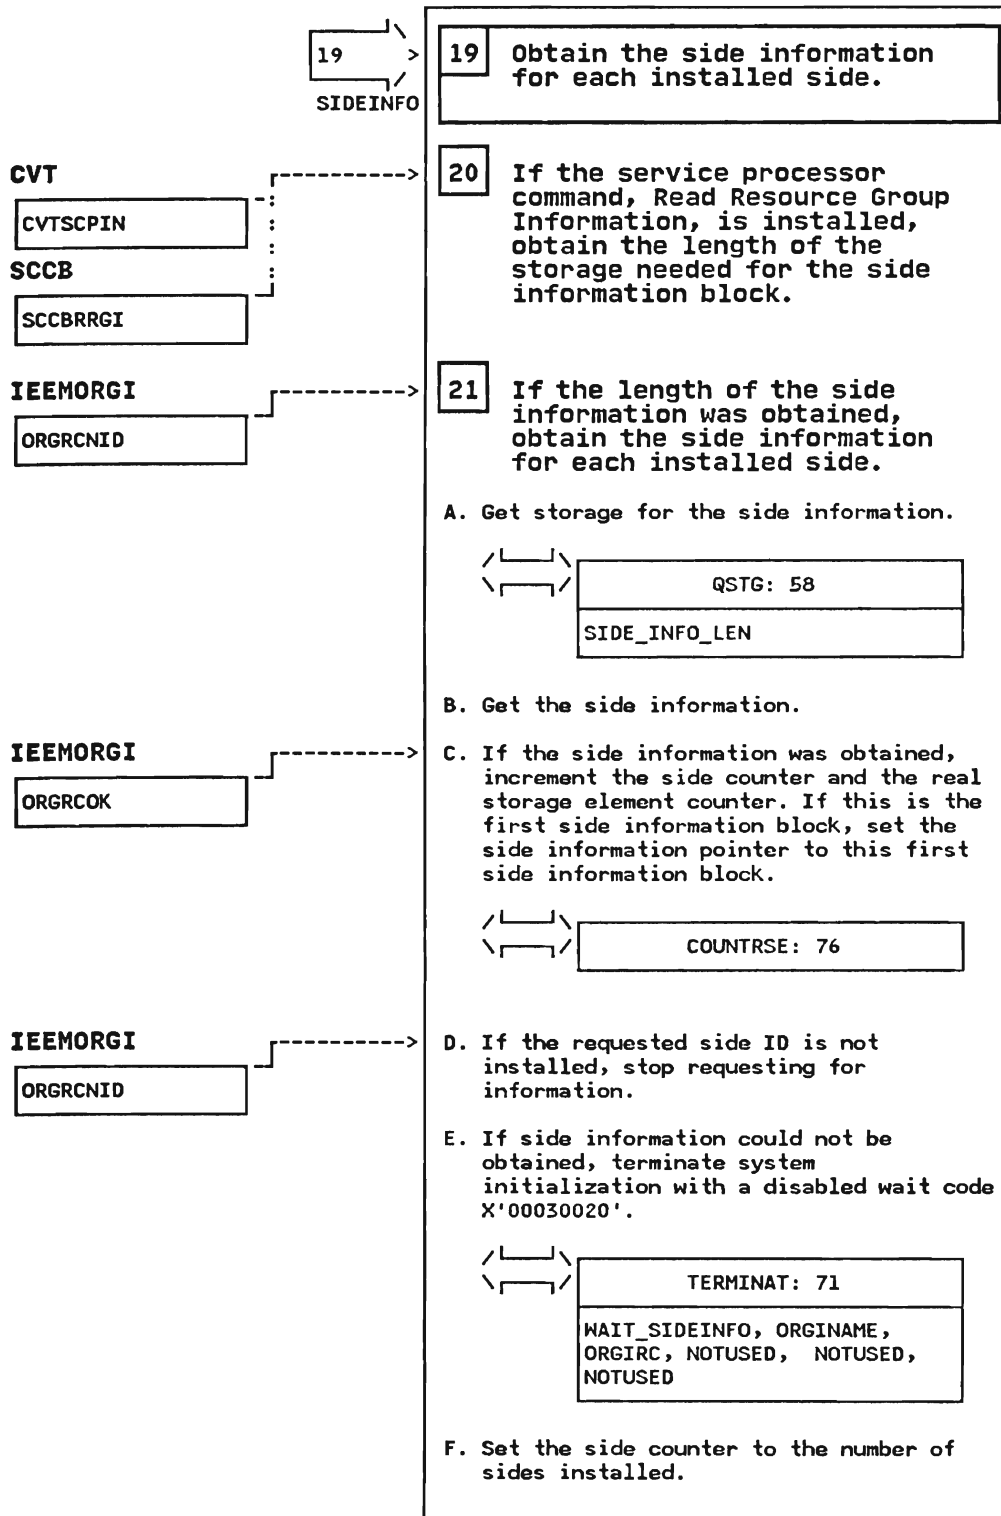 19
SIDEINFO
19 Obtain the side information
for each installed side.
CVT
CVTSCPIN
SCCB
SCCBRRGI
20 If the service processor
command, Read Resource Group
Information, is installed,
obtain the length of the
storage needed for the side
information block.
IEEMORGI
ORGRCNID
21 If the length of the side
information was obtained,
obtain the side information
for each installed side.
A. Get storage for the side information.
QSTG: 58
SIDE_INFO_LEN
B. Get the side information.
IEEMORGI
ORGRCOK
C. If the side information was obtained,
increment the side counter and the real
storage element counter. If this is the
first side information block, set the
side information pointer to this first
side information block.
COUNTRSE: 76
IEEMORGI
ORGRCNID
D. If the requested side ID is not
installed, stop requesting for
information.
E. If side information could not be
obtained, terminate system
initialization with a disabled wait code
X'00030020'.
TERMINAT: 71
WAIT_SIDEINFO, ORGINAME,
ORGIRC, NOTUSED, NOTUSED,
NOTUSED
F. Set the side counter to the number of
sides installed.